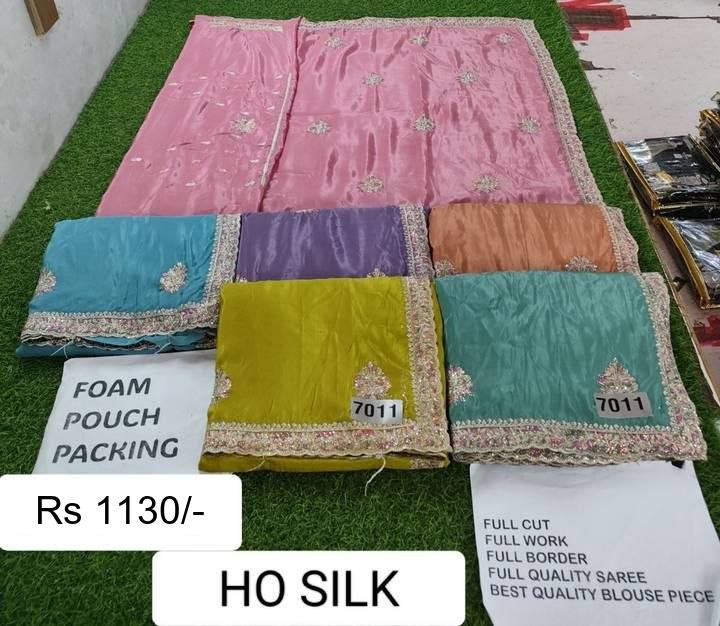 7011
7011
FOAM
POUCH
PACKING
Rs 1130/-
HO SILK
FULL CUT
FULL WORK
FULL BORDER
FULL QUALITY SAREE
BEST QUALITY BLOUSE PIECE